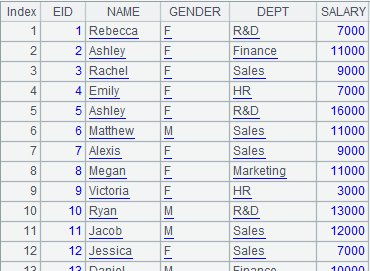 Index EID NAME GENDER DEPT SALARY
1 1 Rebecca F R&D 7000
2 2 Ashley F Finance 11000
3 3 Rachel F Sales 9000
4 4 Emily F HR 7000
5 5 Ashley F R&D 16000
6 6 Matthew M Sales 11000
7 7 Alexis F Sales 9000
8 8 Megan F Marketing 11000
9 9 Victoria F HR 3000
10 10 Ryan M R&D 13000
11 11 Jacob M Sales 12000
12 12 Jessica F Sales 7000
13 13 Daniel M Finance 10000